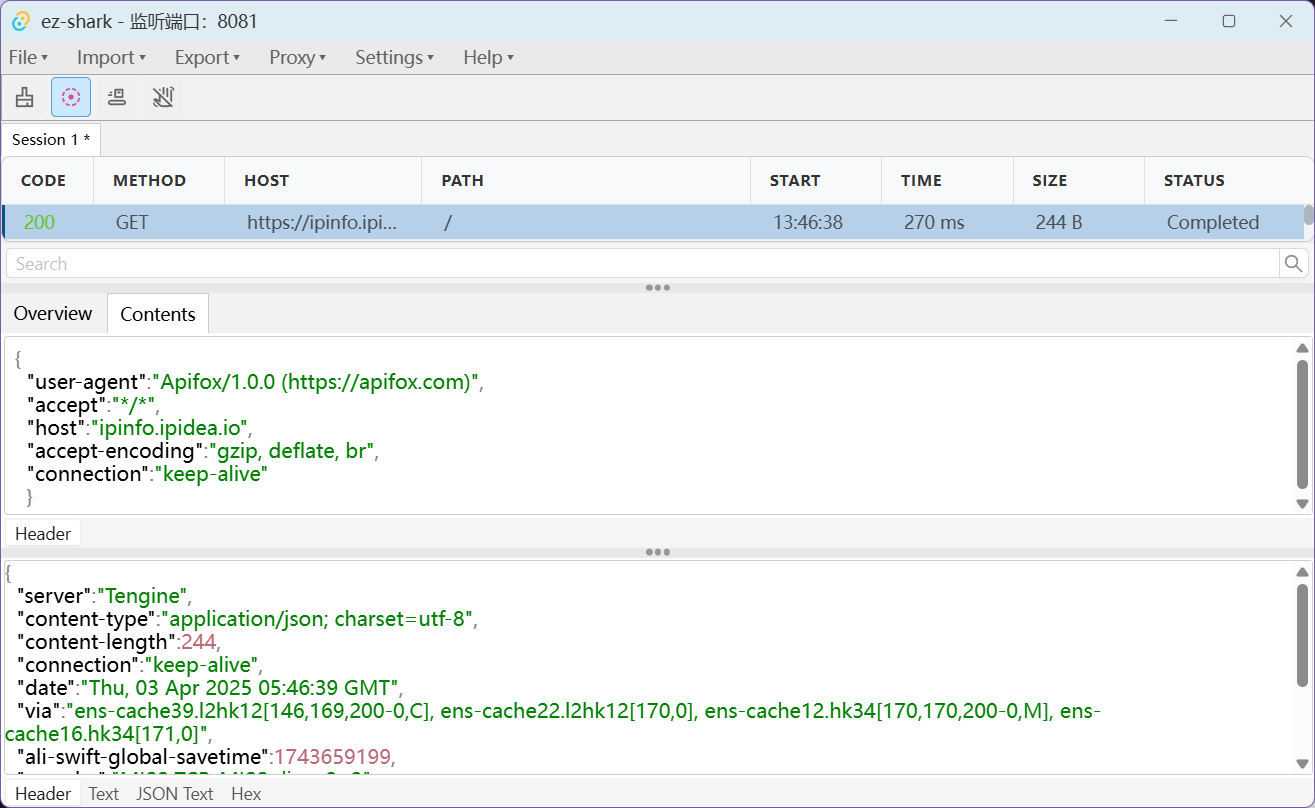 ez-shark - 监听端口：8081
File Import Export Proxy Settings Help
Session 1 *
CODE METHOD HOST PATH START TIME SIZE STATUS
200 GET https://ipinfo.ipi... / 13:46:38 270 ms 244 B Completed
Search
Overview Contents
{
"user-agent":"Apifox/1.0.0 (https://apifox.com)",
"accept":"*/*",
"host":"ipinfo.ipidea.io",
"accept-encoding":"gzip, deflate, br",
"connection":"keep-alive"
}
Header
{
"server":"Tengine",
"content-type":"application/json; charset=utf-8",
"content-length":244,
"connection":"keep-alive",
"date":"Thu, 03 Apr 2025 05:46:39 GMT",
"via":"ens-cache39.l2hk12[146,169,200-0,C], ens-cache22.l2hk12[170,0], ens-cache12.hk34[170,170,200-0,M], ens-
cache16.hk34[171,0]",
"ali-swift-global-savetime":1743659199,
Header Text JSON Text Hex